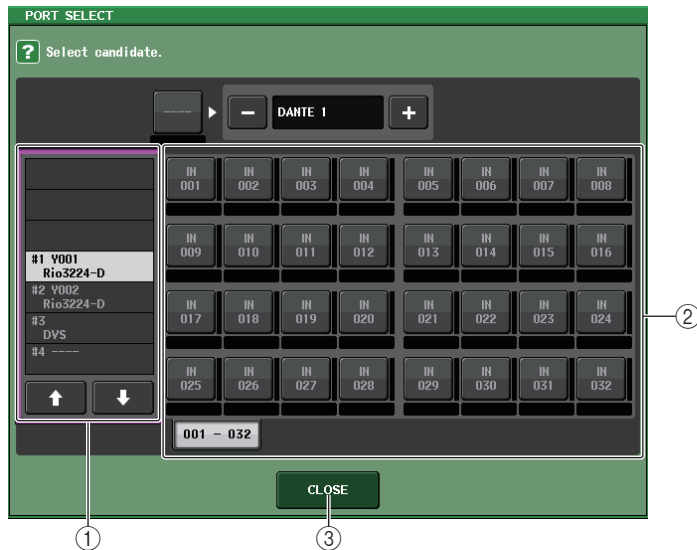 PORT SELECT
? Select candidate.
---- − DANTE 1 +
#1 Y001
Rio3224-D
#2 Y002
Rio3224-D
#3
DVS
#4 ----
IN 001 IN 002 IN 003 IN 004 IN 005 IN 006 IN 007 IN 008
IN 009 IN 010 IN 011 IN 012 IN 013 IN 014 IN 015 IN 016
IN 017 IN 018 IN 019 IN 020 IN 021 IN 022 IN 023 IN 024
IN 025 IN 026 IN 027 IN 028 IN 029 IN 030 IN 031 IN 032
②
001 - 032
CLOSE
① ③